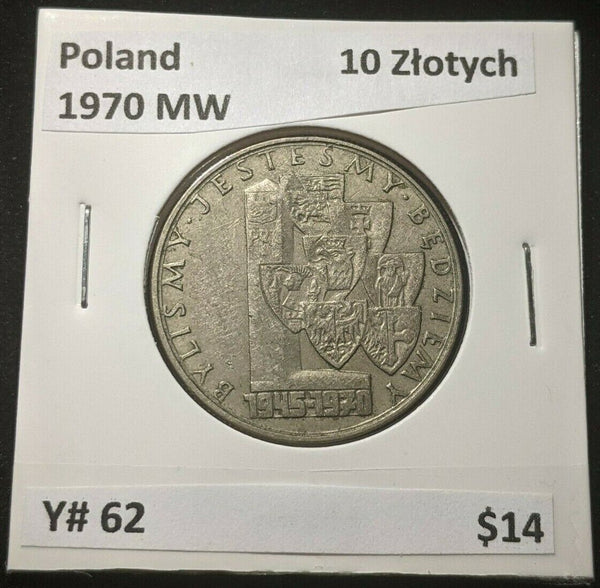 Poland 10 Złotych
1970 MW
BYLIŚMY · JESTEŚMY · BĘDZIEMY
1945-1970
Y# 62 $14